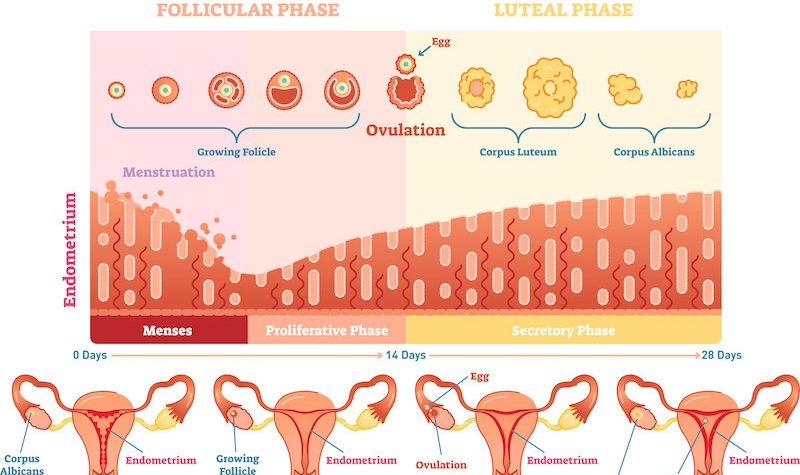 FOLLICULAR PHASE
LUTEAL PHASE
Egg
Ovulation
Growing Follicle
Corpus Luteum
Corpus Albicans
Menstruation
Endometrium
Menses
Proliferative Phase
Secretory Phase
0 Days
14 Days
28 Days
Corpus
Albicans
Endometrium
Growing
Follicle
Endometrium
Egg
Ovulation
Endometrium
Endometrium